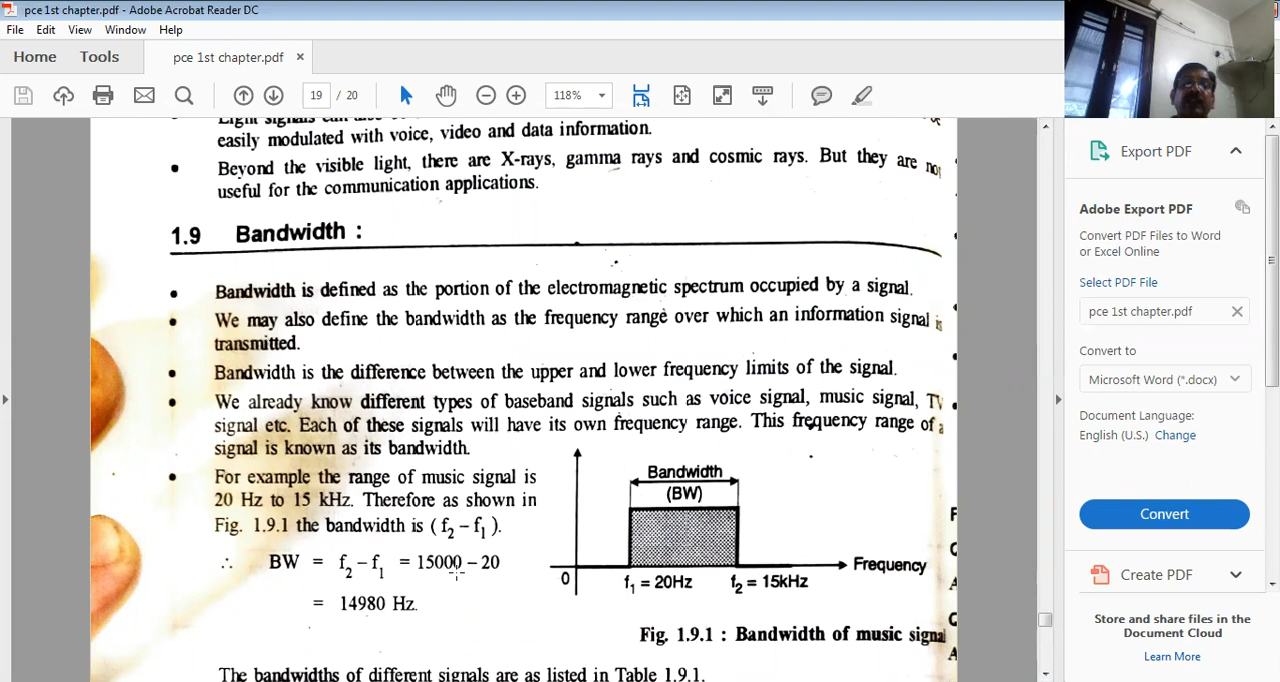 pce 1st chapter.pdf - Adobe Acrobat Reader DC
File Edit View Window Help
Home Tools pce 1st chapter.pdf ×
19 / 20 118%
easily modulated with voice, video and data information.
• Beyond the visible light, there are X-rays, gamma rays and cosmic rays. But they are not
useful for the communication applications.
1.9 Bandwidth :
• Bandwidth is defined as the portion of the electromagnetic spectrum occupied by a signal.
• We may also define the bandwidth as the frequency range over which an information signal is
transmitted.
• Bandwidth is the difference between the upper and lower frequency limits of the signal.
• We already know different types of baseband signals such as voice signal, music signal, TV
signal etc. Each of these signals will have its own frequency range. This frequency range of a
signal is known as its bandwidth.
• For example the range of music signal is
20 Hz to 15 kHz. Therefore as shown in
Fig. 1.9.1 the bandwidth is (f₂ – f₁).
∴ BW = f₂ – f₁ = 15000 – 20
= 14980 Hz.
Bandwidth
(BW)
Frequency
0 f₁ = 20Hz f₂ = 15kHz
Fig. 1.9.1 : Bandwidth of music signa
The bandwidths of different signals are as listed in Table 1.9.1.
Export PDF
Adobe Export PDF
Convert PDF Files to Word
or Excel Online
Select PDF File
pce 1st chapter.pdf ×
Convert to
Microsoft Word (*.docx)
Document Language:
English (U.S.) Change
Convert
Create PDF
Store and share files in the
Document Cloud
Learn More